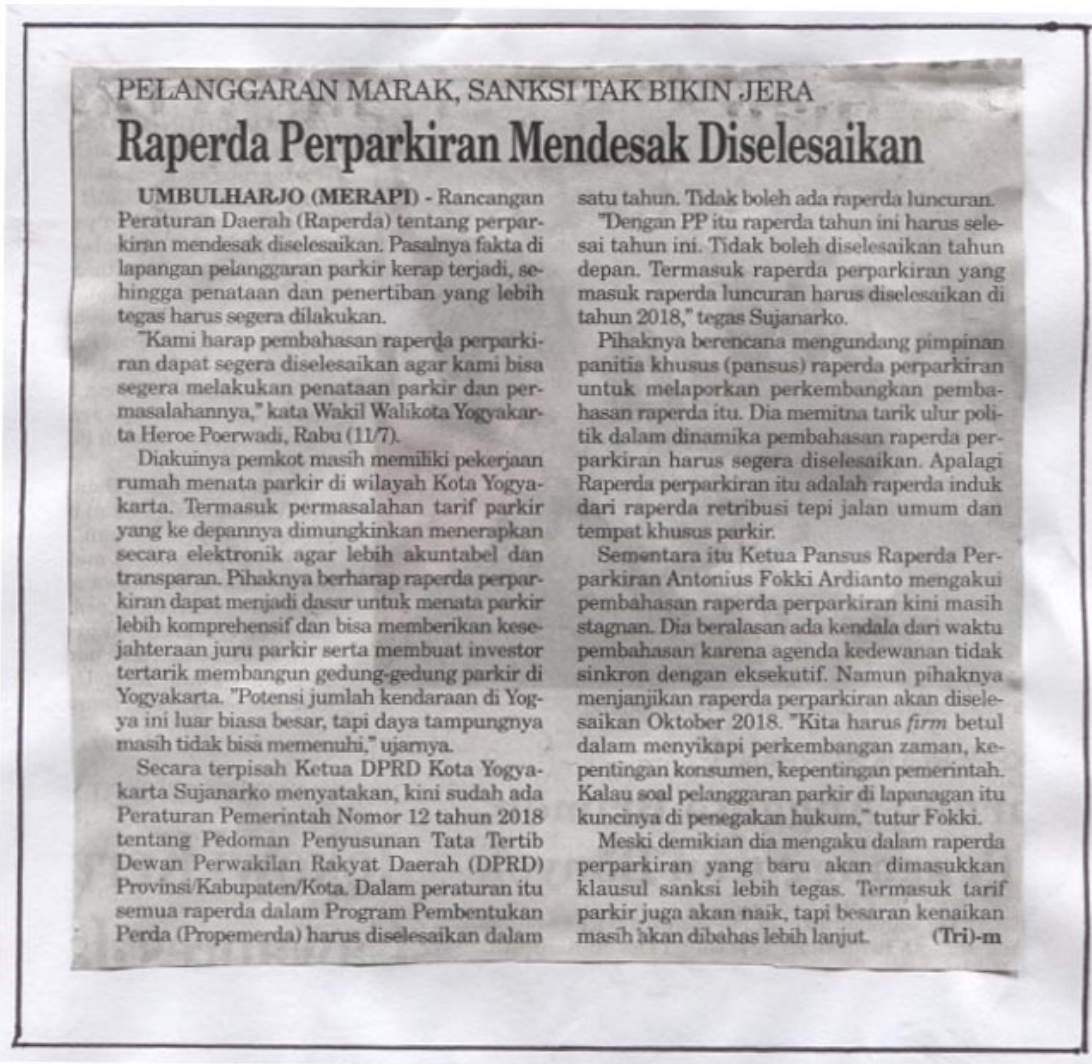 PELANGGARAN MARAK, SANKSI TAK BIKIN JERA
Raperda Perparkiran Mendesak Diselesaikan
UMBULHARJO (MERAPI) - Rancangan
Peraturan Daerah (Raperda) tentang perpar-
kiran mendesak diselesaikan. Pasalnya fakta di
lapangan pelanggaran parkir kerap terjadi, se-
hingga penataan dan penertiban yang lebih
tegas harus segera dilakukan.
"Kami harap pembahasan raperda perparki-
ran dapat segera diselesaikan agar kami bisa
segera melakukan penataan parkir dan per-
masalahannya," kata Wakil Walikota Yogyakar-
ta Heroe Poerwadi, Rabu (11/7).
Diakuinya pemkot masih memiliki pekerjaan
rumah menata parkir di wilayah Kota Yogya-
karta. Termasuk permasalahan tarif parkir
yang ke depannya dimungkinkan menerapkan
secara elektronik agar lebih akuntabel dan
transparan. Pihaknya berharap raperda perpar-
kiran dapat menjadi dasar untuk menata parkir
lebih komprehensif dan bisa memberikan kese-
jahteraan juru parkir serta membuat investor
tertarik membangun gedung-gedung parkir di
Yogyakarta. "Potensi jumlah kendaraan di Yog-
ya ini luar biasa besar, tapi daya tampungnya
masih tidak bisa memenuhi," ujarnya.
Secara terpisah Ketua DPRD Kota Yogya-
karta Sujanarko menyatakan, kini sudah ada
Peraturan Pemerintah Nomor 12 tahun 2018
tentang Pedoman Penyusunan Tata Tertib
Dewan Perwakilan Rakyat Daerah (DPRD)
Provinsi/Kabupaten/Kota. Dalam peraturan itu
semua raperda dalam Program Pembentukan
Perda (Propemerda) harus diselesaikan dalam
satu tahun. Tidak boleh ada raperda luncuran.
"Dengan PP itu raperda tahun ini harus sele-
sai tahun ini. Tidak boleh diselesaikan tahun
depan. Termasuk raperda perparkiran yang
masuk raperda luncuran harus diselesaikan di
tahun 2018," tegas Sujanarko.
Pihaknya berencana mengundang pimpinan
panitia khusus (pansus) raperda perparkiran
untuk melaporkan perkembangkan pemba-
hasan raperda itu. Dia memitna tarik ulur poli-
tik dalam dinamika pembahasan raperda per-
parkiran harus segera diselesaikan. Apalagi
Raperda perparkiran itu adalah raperda induk
dari raperda retribusi tepi jalan umum dan
tempat khusus parkir.
Sementara itu Ketua Pansus Raperda Per-
parkiran Antonius Fokki Ardianto mengakui
pembahasan raperda perparkiran kini masih
stagnan. Dia beralasan ada kendala dari waktu
pembahasan karena agenda kedewanan tidak
sinkron dengan eksekutif. Namun pihaknya
menjanjikan raperda perparkiran akan disele-
saikan Oktober 2018. "Kita harus firm betul
dalam menyikapi perkembangan zaman, ke-
pentingan konsumen, kepentingan pemerintah.
Kalau soal pelanggaran parkir di lapanagan itu
kuncinya di penegakan hukum," tutur Fokki.
Meski demikian dia mengaku dalam raperda
perparkiran yang baru akan dimasukkan
klausul sanksi lebih tegas. Termasuk tarif
parkir juga akan naik, tapi besaran kenaikan
masih akan dibahas lebih lanjut. (Tri)-m